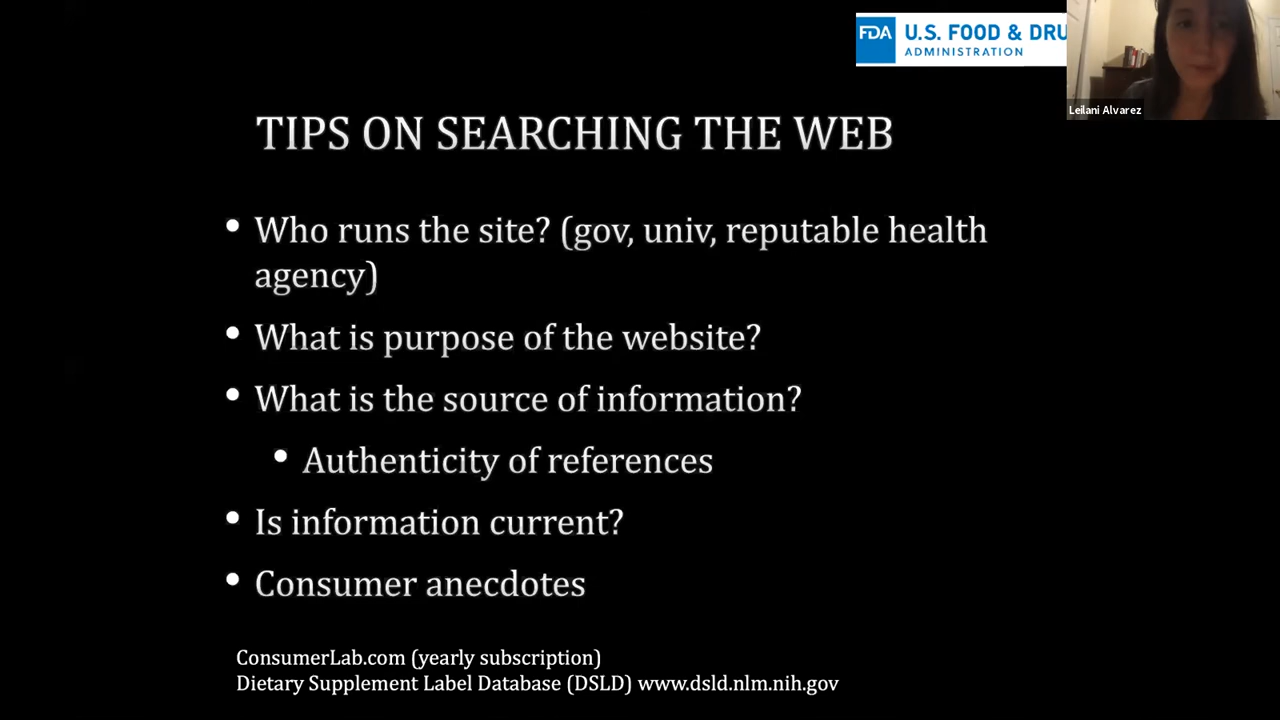 FDA
U.S. FOOD & DRU
ADMINISTRATION
Leilani Alvarez
TIPS ON SEARCHING THE WEB
• Who runs the site? (gov, univ, reputable health
agency)
• What is purpose of the website?
• What is the source of information?
• Authenticity of references
• Is information current?
• Consumer anecdotes
ConsumerLab.com (yearly subscription)
Dietary Supplement Label Database (DSLD) www.dsld.nlm.nih.gov